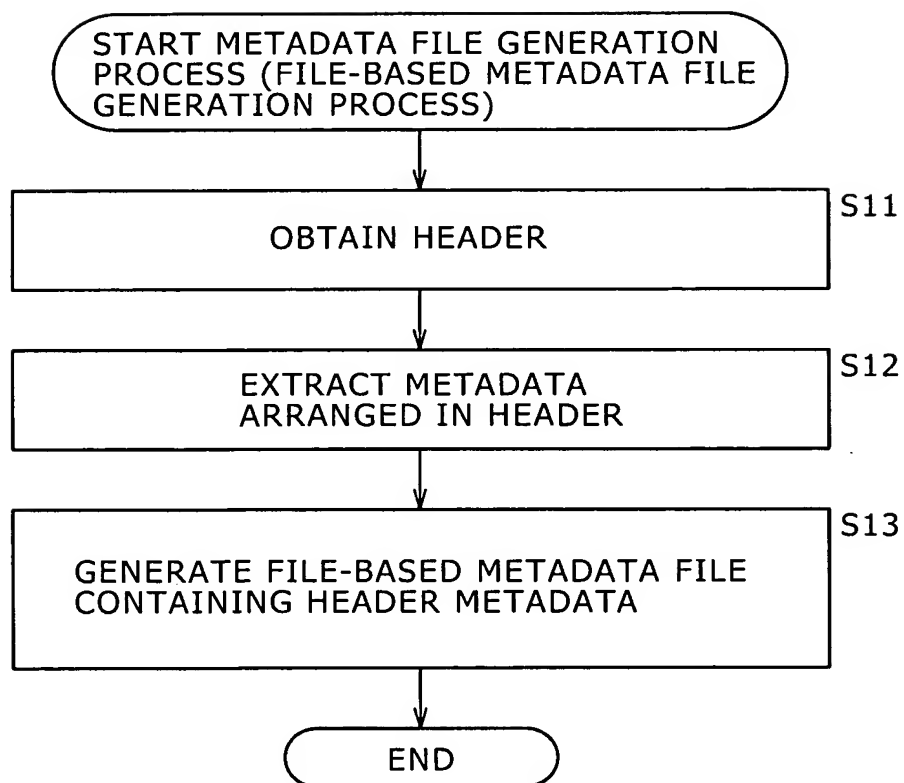 START METADATA FILE GENERATION
PROCESS (FILE-BASED METADATA FILE
GENERATION PROCESS)
S11
OBTAIN HEADER
S12
EXTRACT METADATA
ARRANGED IN HEADER
S13
GENERATE FILE-BASED METADATA FILE
CONTAINING HEADER METADATA
END